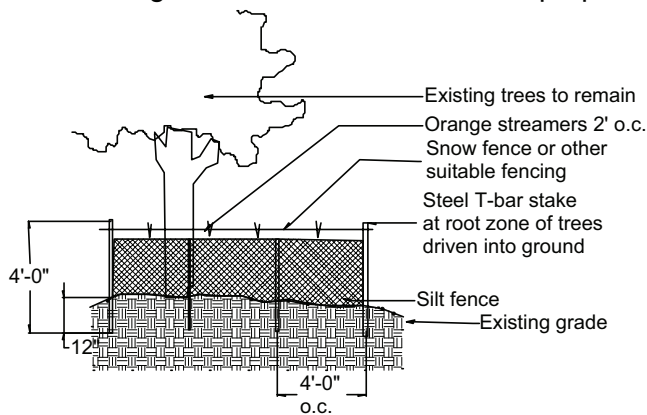 Existing trees to remain
Orange streamers 2' o.c.
Snow fence or other
suitable fencing
Steel T-bar stake
at root zone of trees
driven into ground
4'-0"
Silt fence
Existing grade
12"
4'-0"
o.c.